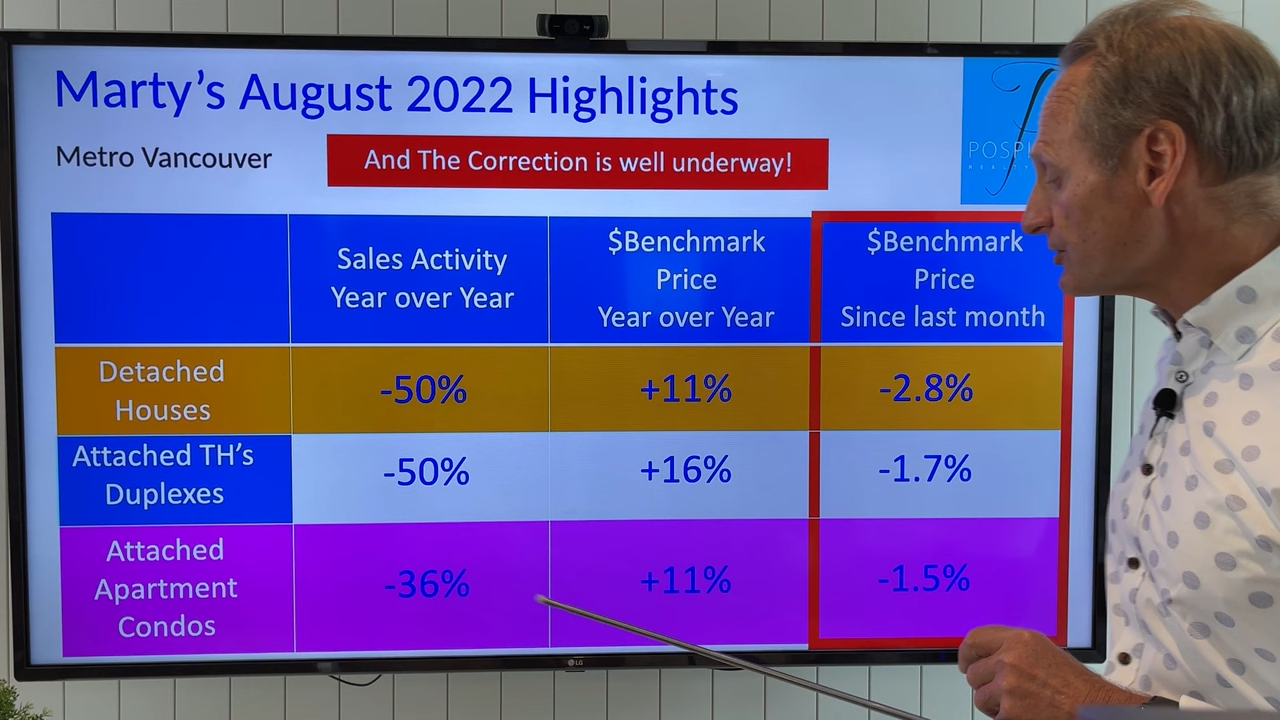 Marty's August 2022 Highlights
Metro Vancouver
And The Correction is well underway!
Sales Activity
Year over Year
$Benchmark
Price
Year over Year
$Benchmark
Price
Since last month
Detached
Houses
-50%
+11%
-2.8%
Attached TH's
Duplexes
-50%
+16%
-1.7%
Attached
Apartment
Condos
-36%
+11%
-1.5%
LG